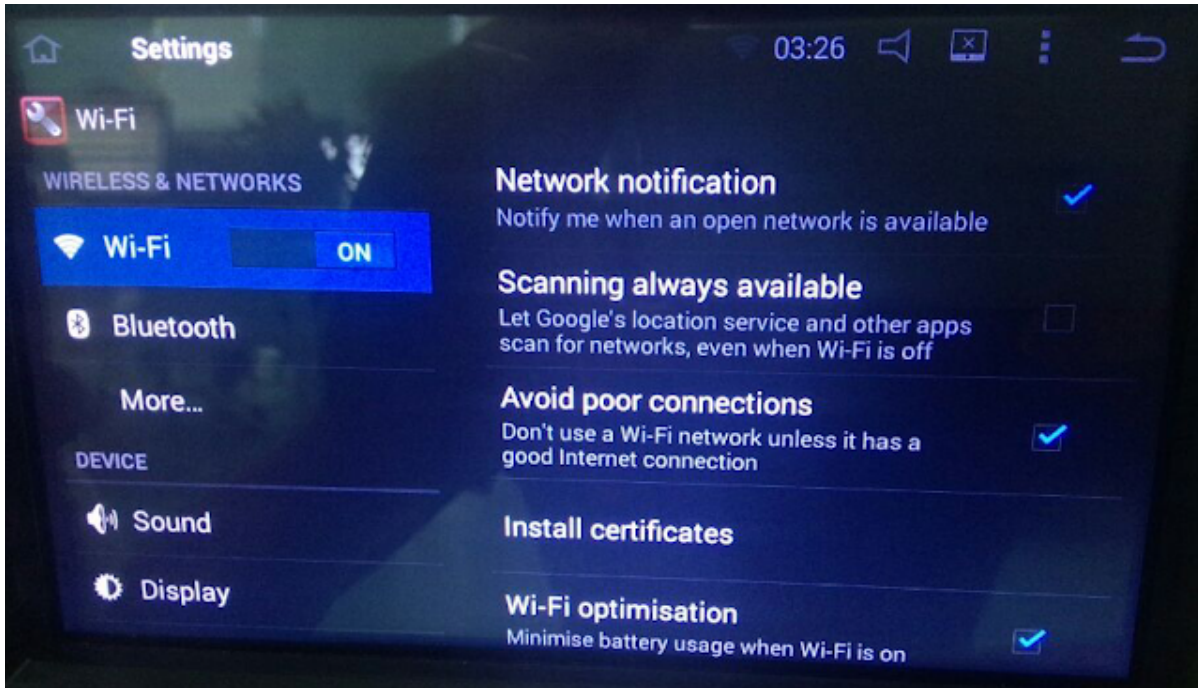 Settings
03:26
Wi-Fi
WIRELESS & NETWORKS
Wi-Fi
ON
Bluetooth
More...
DEVICE
Sound
Display
Network notification
Notify me when an open network is available
Scanning always available
Let Google's location service and other apps
scan for networks, even when Wi-Fi is off
Avoid poor connections
Don't use a Wi-Fi network unless it has a
good Internet connection
Install certificates
Wi-Fi optimisation
Minimise battery usage when Wi-Fi is on